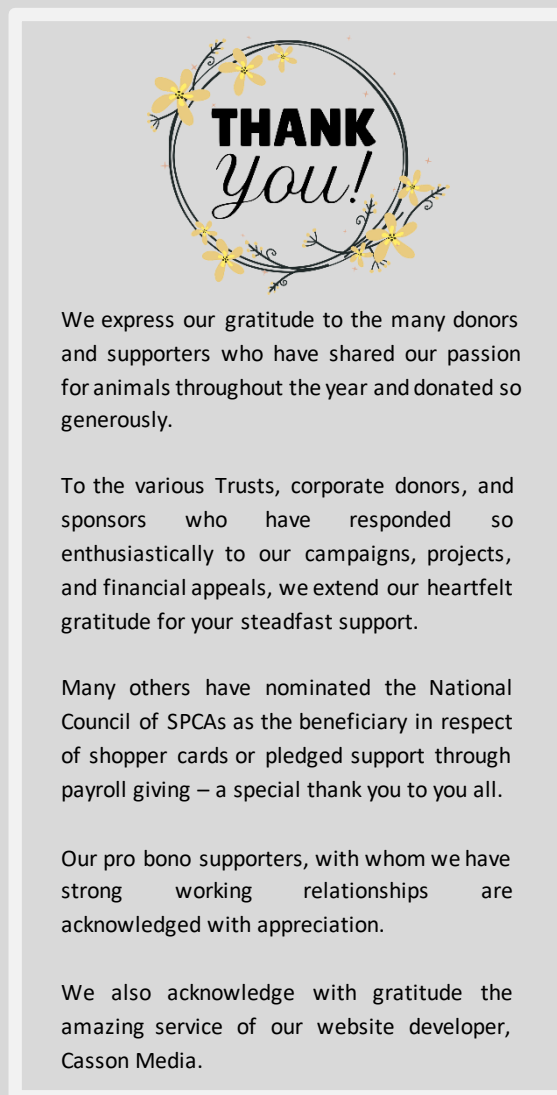 THANK
You!
We express our gratitude to the many donors
and supporters who have shared our passion
for animals throughout the year and donated so
generously.
To the various Trusts, corporate donors, and
sponsors who have responded so
enthusiastically to our campaigns, projects,
and financial appeals, we extend our heartfelt
gratitude for your steadfast support.
Many others have nominated the National
Council of SPCAs as the beneficiary in respect
of shopper cards or pledged support through
payroll giving – a special thank you to you all.
Our pro bono supporters, with whom we have
strong working relationships are
acknowledged with appreciation.
We also acknowledge with gratitude the
amazing service of our website developer,
Casson Media.